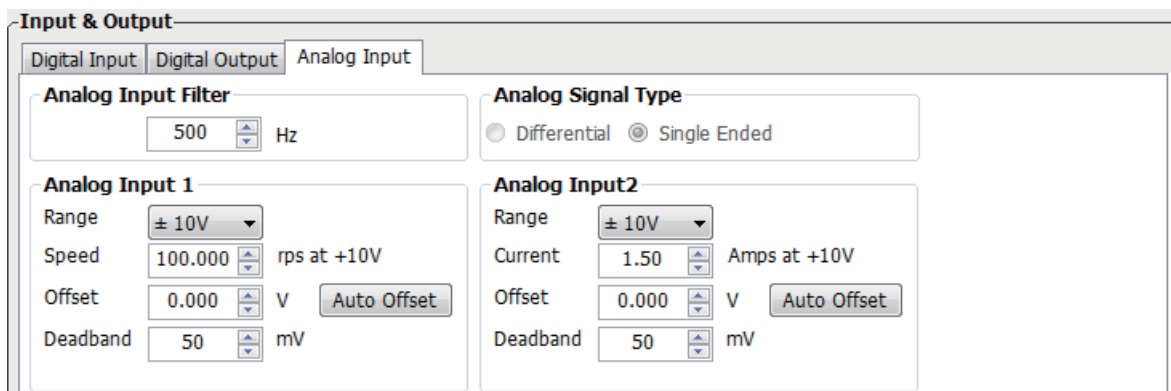 Input & Output
Digital Input Digital Output Analog Input
Analog Input Filter
500 Hz
Analog Signal Type
Differential Single Ended
Analog Input 1
Range ± 10V
Speed 100.000 rps at +10V
Offset 0.000 V Auto Offset
Deadband 50 mV
Analog Input2
Range ± 10V
Current 1.50 Amps at +10V
Offset 0.000 V Auto Offset
Deadband 50 mV